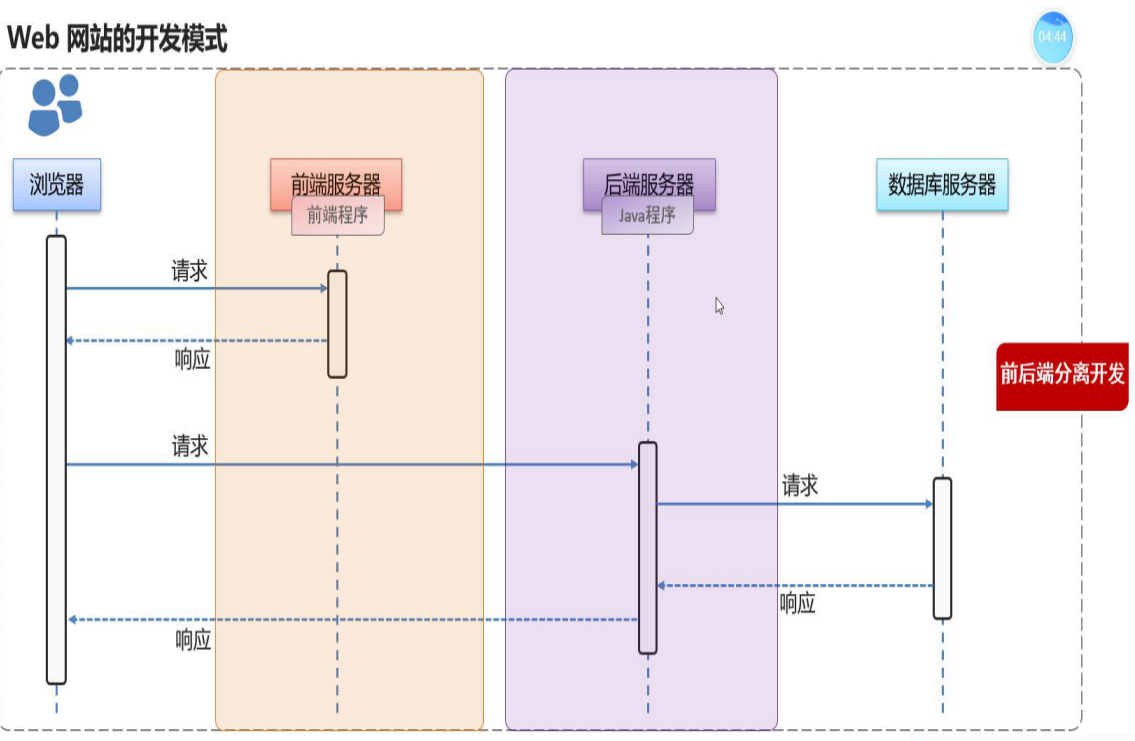 Web 网站的开发模式
04:44
浏览器
前端服务器
前端程序
后端服务器
Java程序
数据库服务器
请求
响应
前后端分离开发
请求
请求
响应
响应